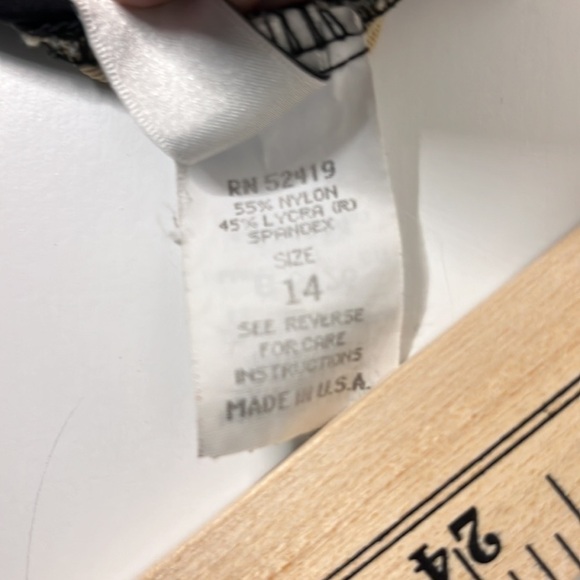 RN 52419
55% NYLON
45% LYCRA (R)
SPANDEX
SIZE
14
SEE REVERSE
FOR CARE
INSTRUCTIONS
MADE IN U.S.A.
24